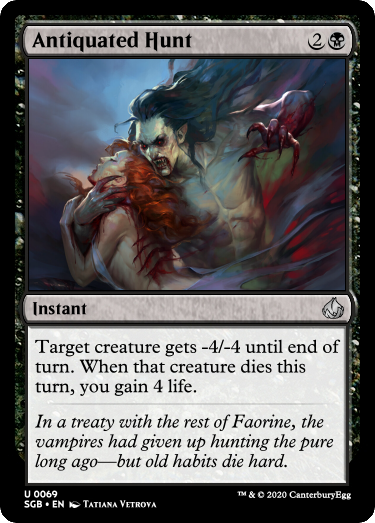 Antiquated Hunt 2
Instant
Target creature gets -4/-4 until end of
turn. When that creature dies this
turn, you gain 4 life.
In a treaty with the rest of Faorine, the
vampires had given up hunting the pure
long ago—but old habits die hard.
U 0069
SGB • EN Tatiana Vetrova
™ & © 2020 CanterburyEgg